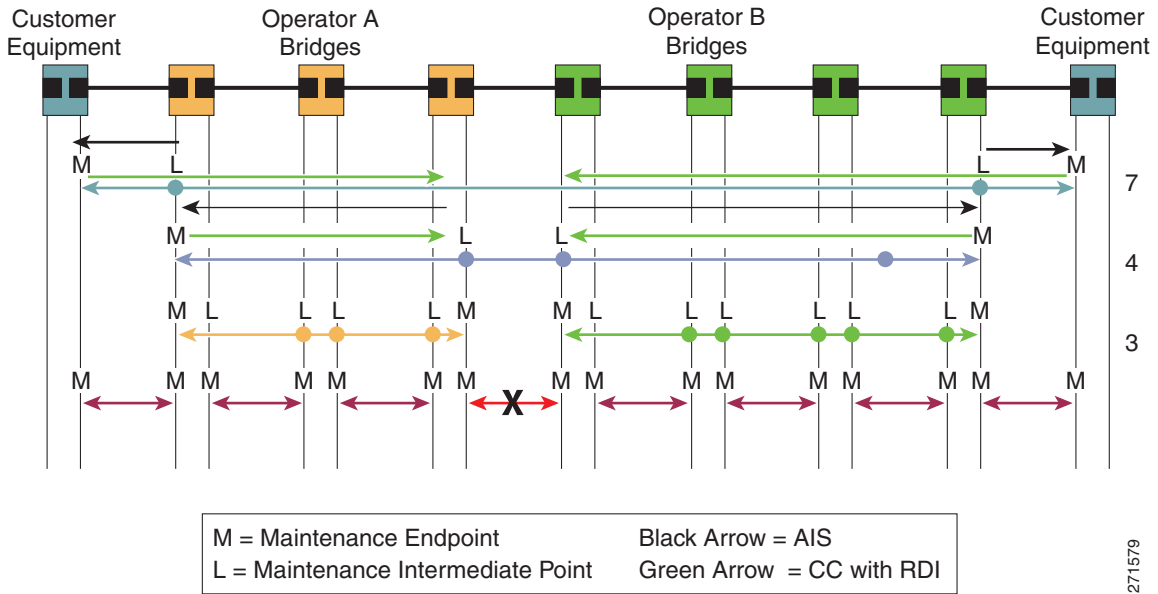 Customer Equipment
Operator A Bridges
Operator B Bridges
Customer Equipment
M L L M
7
M L L M
4
M L L L L M M L L L L L L M
3
M M M M M M M M M M M M M M M M
X
M = Maintenance Endpoint
L = Maintenance Intermediate Point
Black Arrow = AIS
Green Arrow = CC with RDI
271579